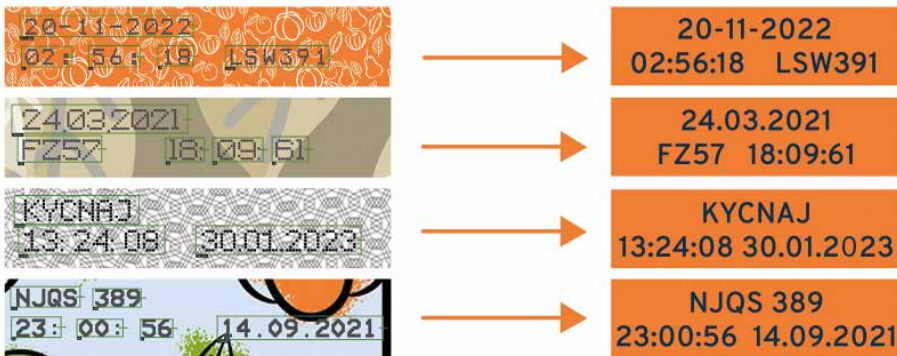 20-11-2022
02: 56: 18 LSW391
20-11-2022
02:56:18 LSW391
24.03.2021
FZ57 18: 09: 61
24.03.2021
FZ57 18:09:61
KYCNAJ
13: 24: 08 30.01.2023
KYCNAJ
13:24:08 30.01.2023
NJQS 389
23: 00: 56 14.09.2021
NJQS 389
23:00:56 14.09.2021